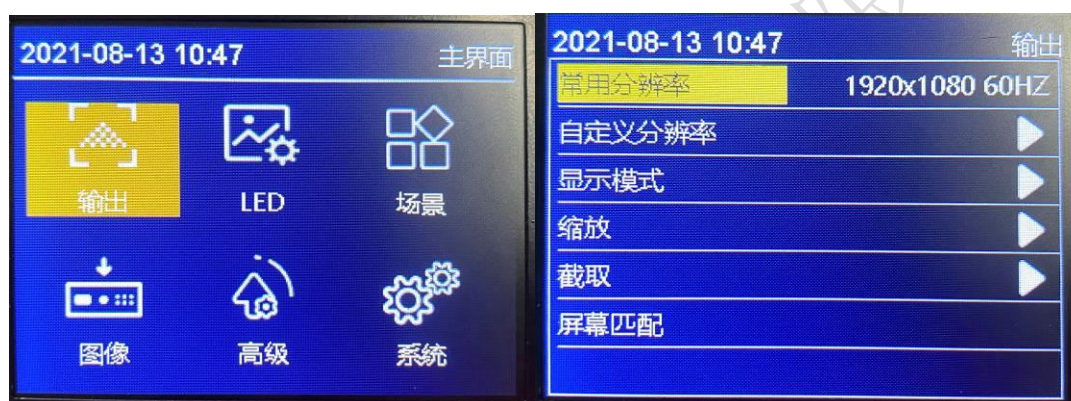 2021-08-13 10:47 主界面
输出 LED 场景
图像 高级 系统
2021-08-13 10:47 输出
常用分辨率 1920x1080 60HZ
自定义分辨率
显示模式
缩放
截取
屏幕匹配